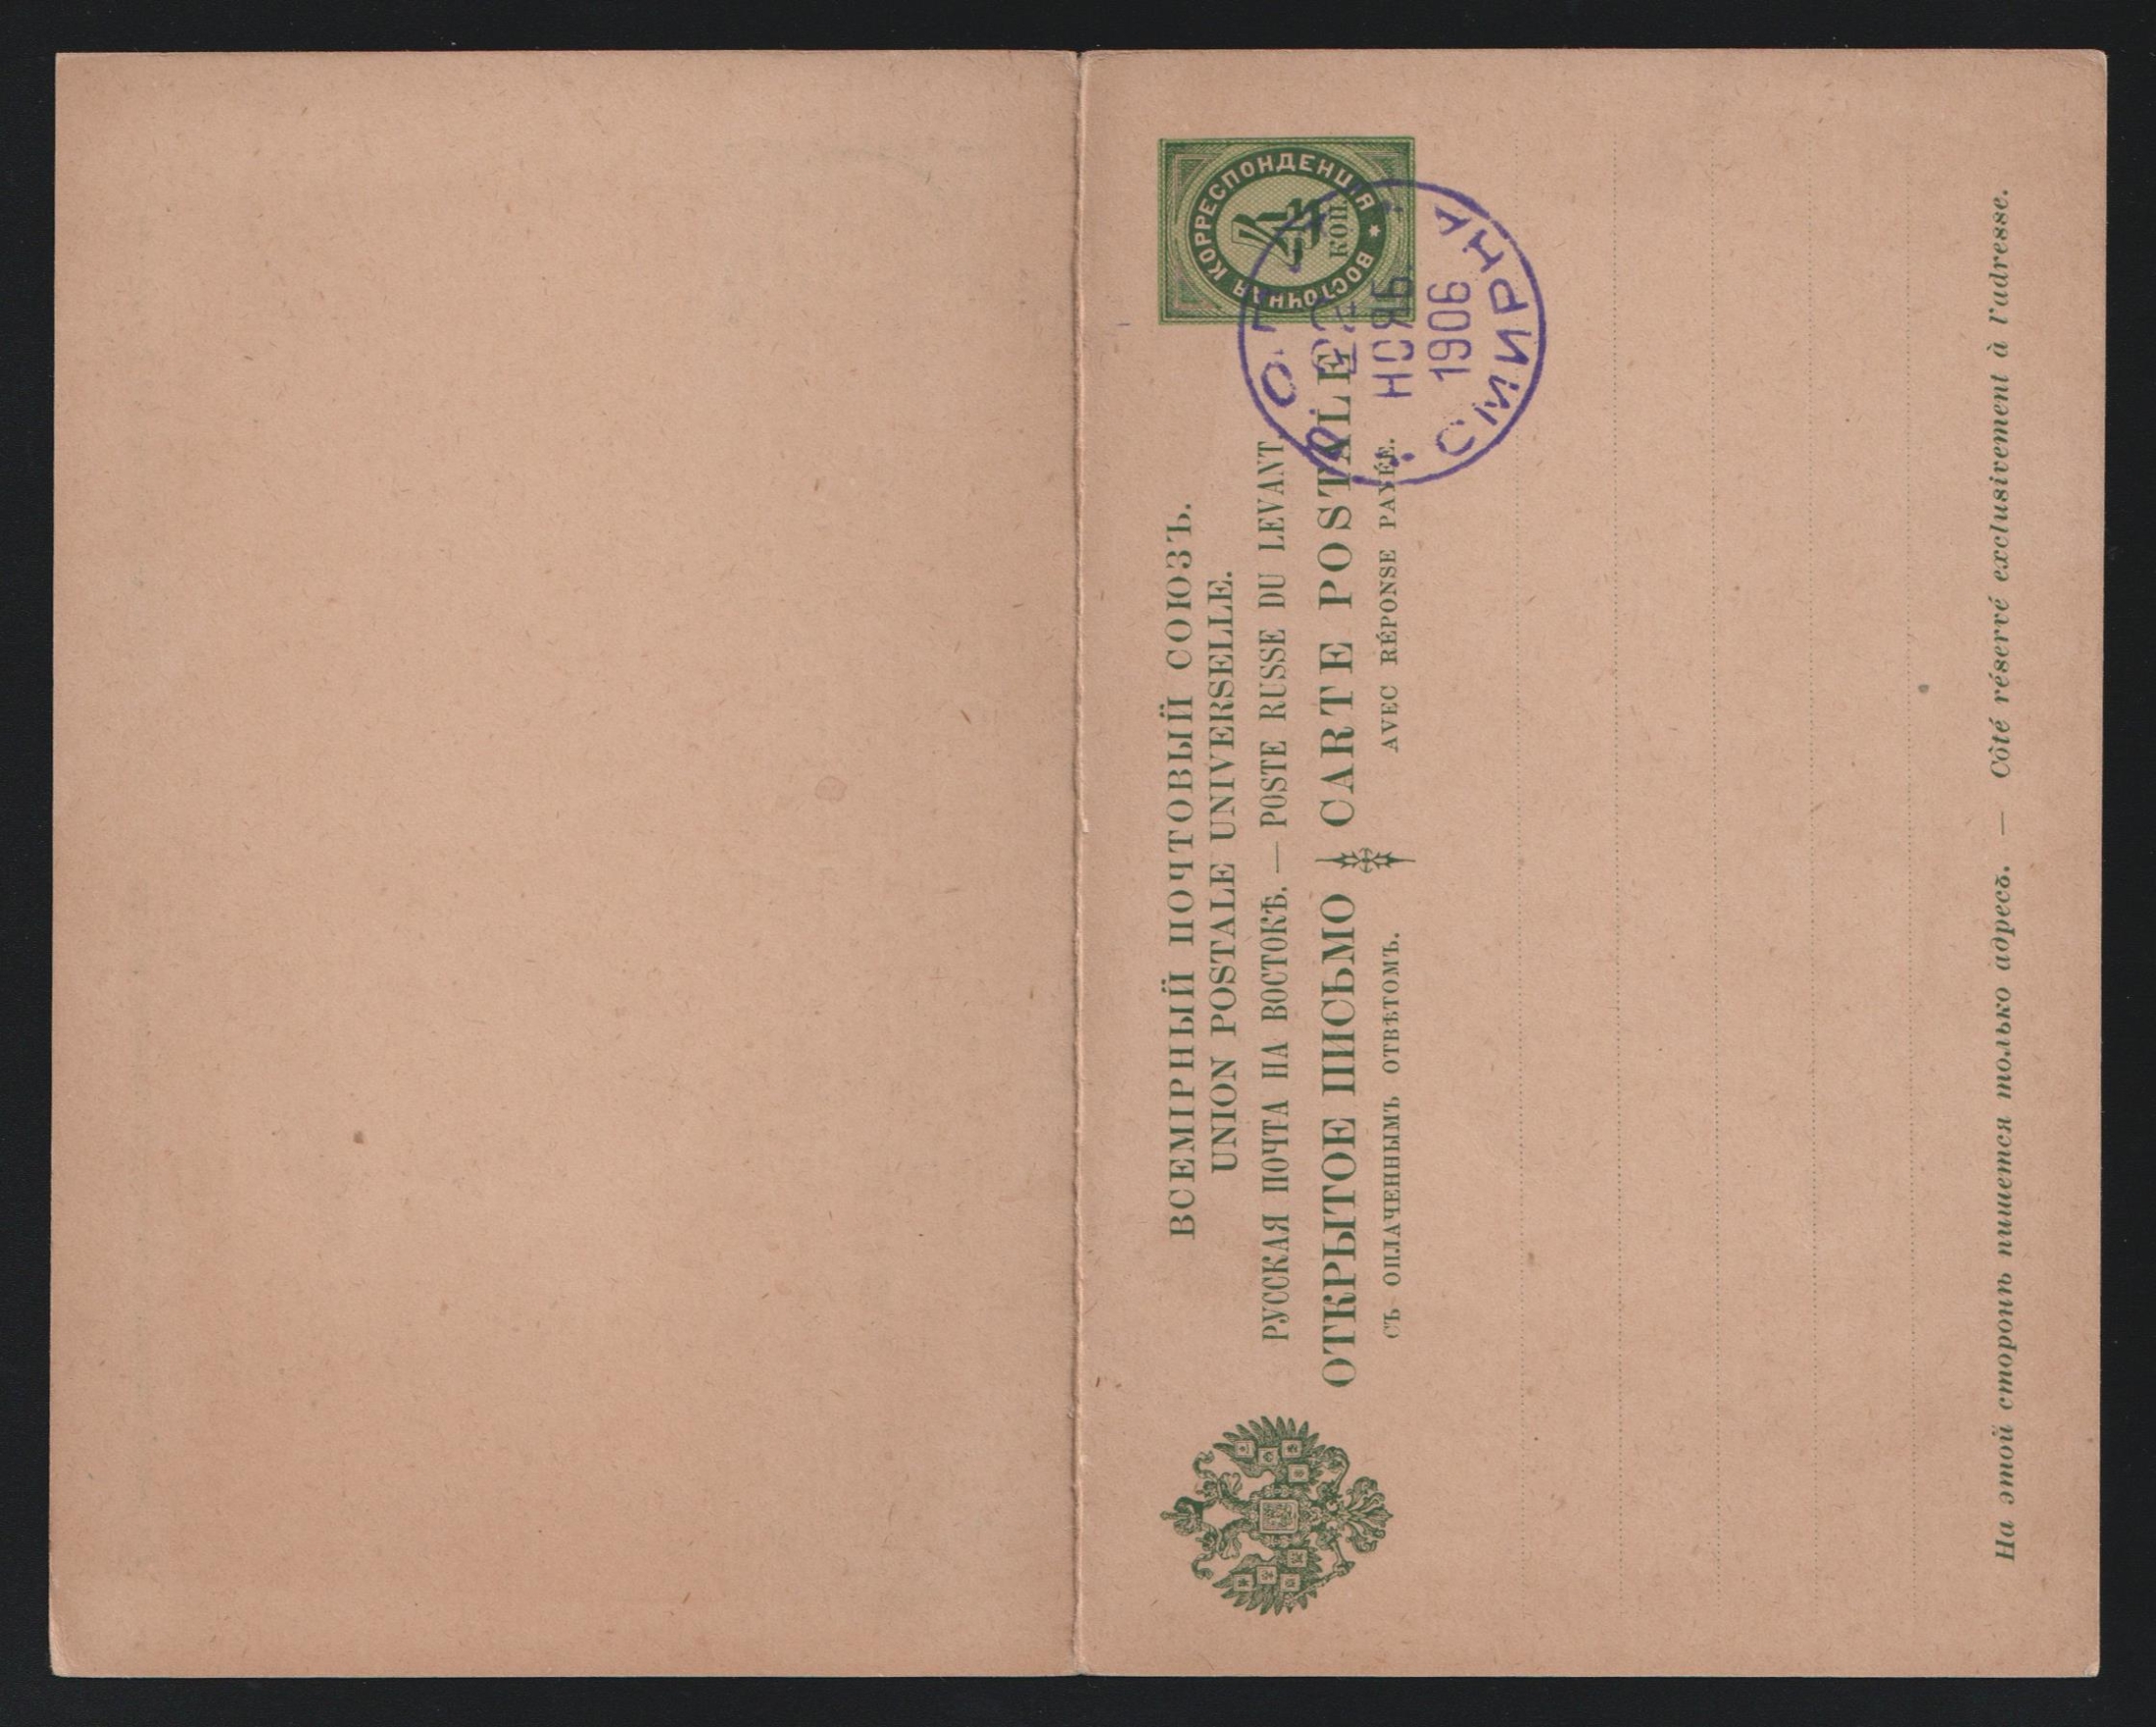 ВСЕМІРНЫЙ ПОЧТОВЫЙ СОЮЗЪ.
UNION POSTALE UNIVERSELLE.
РУССКАЯ ПОЧТА НА ВОСТОКѢ. — POSTE RUSSE DU LEVANT.
ОТКРЫТОЕ ПИСЬМО CARTE POSTALE
СЪ ОПЛАЧЕННЫМЪ ОТВѢТОМЪ. AVEC RÉPONSE PAYÉE.
ВОСТОЧНАЯ КОРРЕСПОНДЕНЦІЯ
4
КОП.
22
НОЯБ
1906
СМИРНА
На этой сторонѣ пишется только адресъ. — Côté réservé exclusivement à l'adresse.